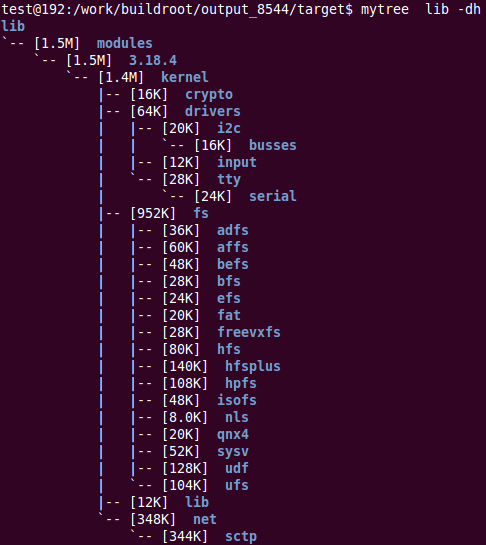 test@192:/work/buildroot/output_8544/target$ mytree  lib -dh
lib
`-- [1.5M]  modules
    `-- [1.5M]  3.18.4
        `-- [1.4M]  kernel
            |-- [16K]  crypto
            |-- [64K]  drivers
            |   |-- [20K]  i2c
            |   |   `-- [16K]  busses
            |   |-- [12K]  input
            |   `-- [28K]  tty
            |       `-- [24K]  serial
            |-- [952K]  fs
            |   |-- [36K]  adfs
            |   |-- [60K]  affs
            |   |-- [48K]  befs
            |   |-- [28K]  bfs
            |   |-- [24K]  efs
            |   |-- [20K]  fat
            |   |-- [28K]  freevxfs
            |   |-- [80K]  hfs
            |   |-- [140K]  hfsplus
            |   |-- [108K]  hpfs
            |   |-- [48K]  isofs
            |   |-- [8.0K]  nls
            |   |-- [20K]  qnx4
            |   |-- [52K]  sysv
            |   |-- [128K]  udf
            |   `-- [104K]  ufs
            |-- [12K]  lib
            `-- [348K]  net
                `-- [344K]  sctp